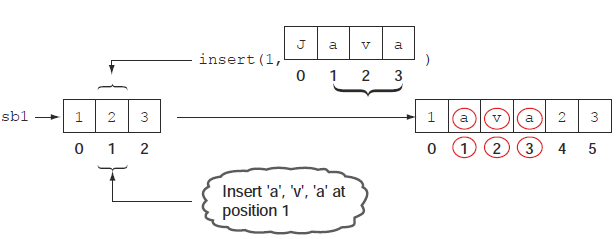 J a v a
insert(1, )
0 1 2 3
sb1 1 2 3 1 a v a 2 3
0 1 2 0 1 2 3 4 5
Insert 'a', 'v', 'a' at
position 1